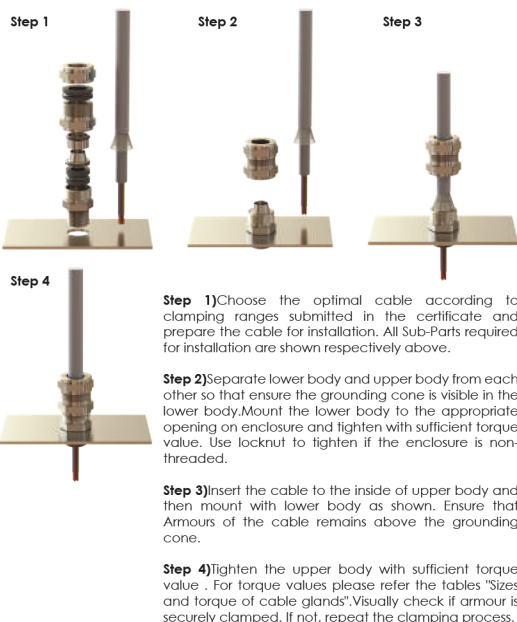 Step 1
Step 2
Step 3
Step 4
Step 1)Choose the optimal cable according to
clamping ranges submitted in the certificate and
prepare the cable for installation. All Sub-Parts required
for installation are shown respectively above.
Step 2)Separate lower body and upper body from each
other so that ensure the grounding cone is visible in the
lower body.Mount the lower body to the appropriate
opening on enclosure and tighten with sufficient torque
value. Use locknut to tighten if the enclosure is non-
threaded.
Step 3)Insert the cable to the inside of upper body and
then mount with lower body as shown. Ensure that
Armours of the cable remains above the grounding
cone.
Step 4)Tighten the upper body with sufficient torque
value . For torque values please refer the tables "Sizes
and torque of cable glands".Visually check if armour is
securely clamped. If not, repeat the clamping process.